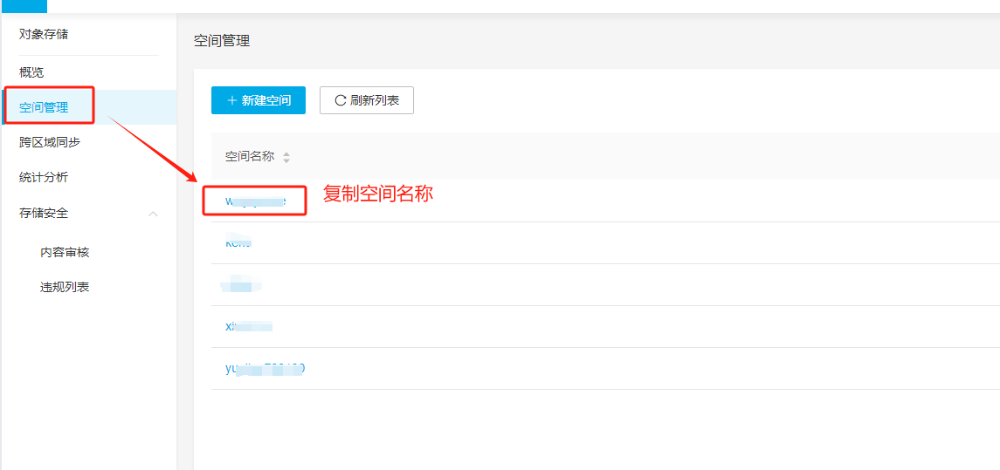 对象存储
概览
空间管理
跨区域同步
统计分析
存储安全
内容审核
违规列表
空间管理
新建空间
刷新列表
空间名称
复制空间名称